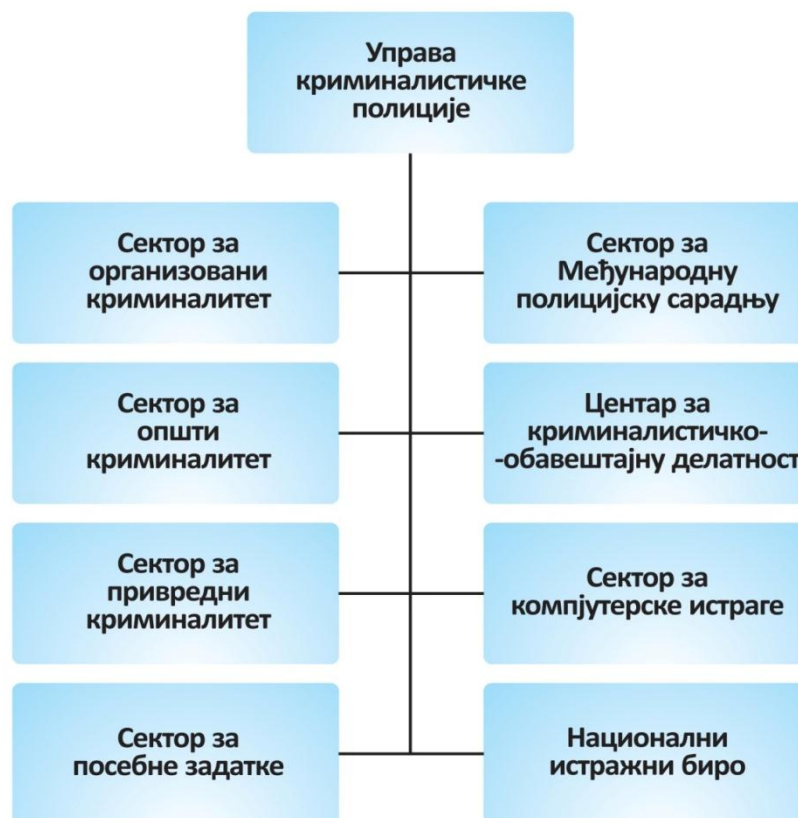 Управа
криминалистичке
полиције
Сектор за
организовани
криминалитет
Сектор за
Међународну
полицијску сарадњу
Сектор за
општи
криминалитет
Центар за
криминалистичко-
-обавештајну делатност
Сектор за
привредни
криминалитет
Сектор за
компјутерске истраге
Сектор за
посебне задатке
Национални
истражни биро